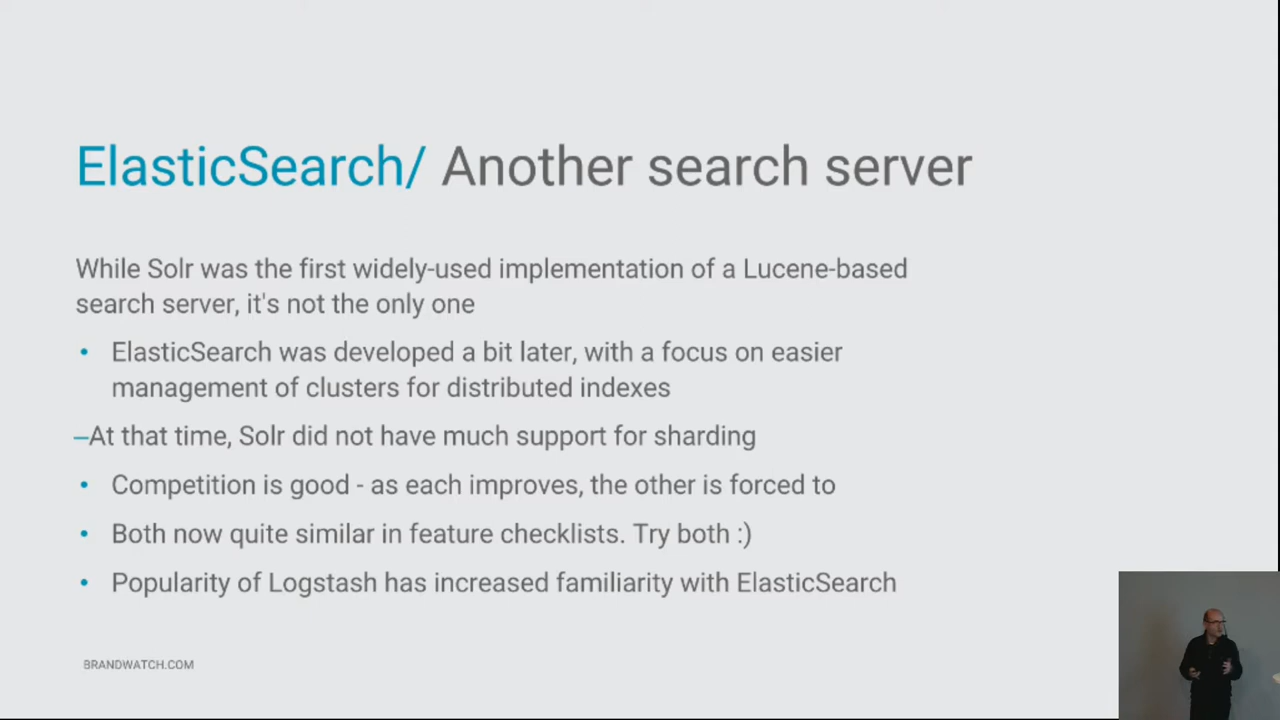 ElasticSearch/ Another search server
While Solr was the first widely-used implementation of a Lucene-based
search server, it's not the only one
• ElasticSearch was developed a bit later, with a focus on easier
management of clusters for distributed indexes
–At that time, Solr did not have much support for sharding
• Competition is good - as each improves, the other is forced to
• Both now quite similar in feature checklists. Try both :)
• Popularity of Logstash has increased familiarity with ElasticSearch
BRANDWATCH.COM